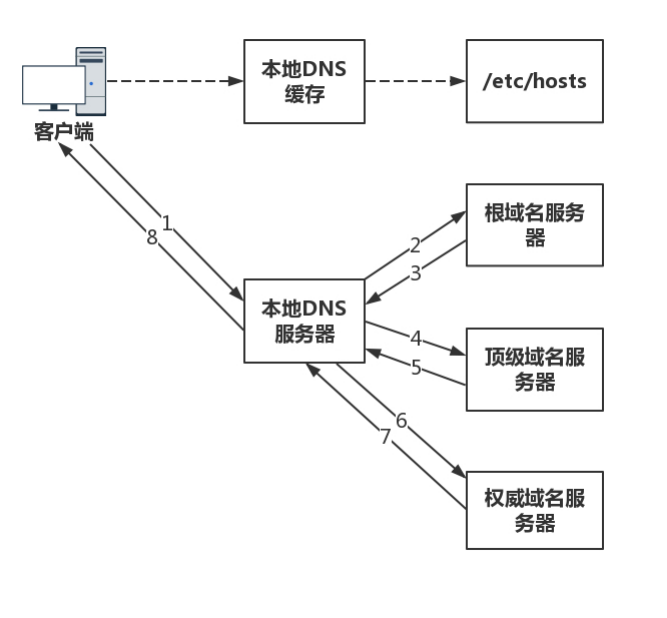 本地DNS
缓存
/etc/hosts
客户端
1
8
2
3
根域名服务
器
本地DNS
服务器
4
5
顶级域名服
务器
6
7
权威域名服
务器